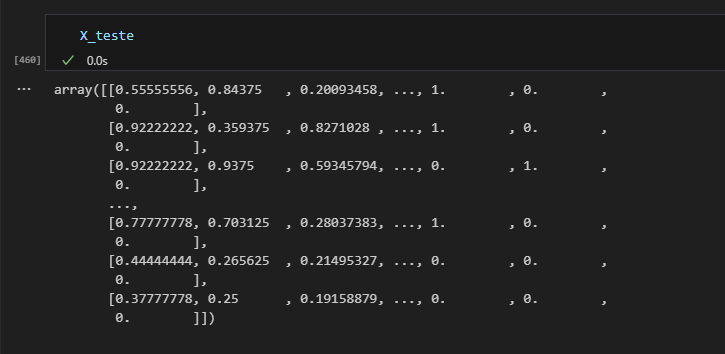 X_teste
[460]
0.0s
...
array([[0.55555556, 0.84375   , 0.20093458, ..., 1.        , 0.        ,
        0.        ],
       [0.92222222, 0.359375  , 0.8271028 , ..., 1.        , 0.        ,
        0.        ],
       [0.92222222, 0.9375    , 0.59345794, ..., 0.        , 1.        ,
        0.        ],
       ...,
       [0.77777778, 0.703125  , 0.28037383, ..., 1.        , 0.        ,
        0.        ],
       [0.44444444, 0.265625  , 0.21495327, ..., 0.        , 0.        ,
        0.        ],
       [0.37777778, 0.25      , 0.19158879, ..., 0.        , 0.        ,
        0.        ]])